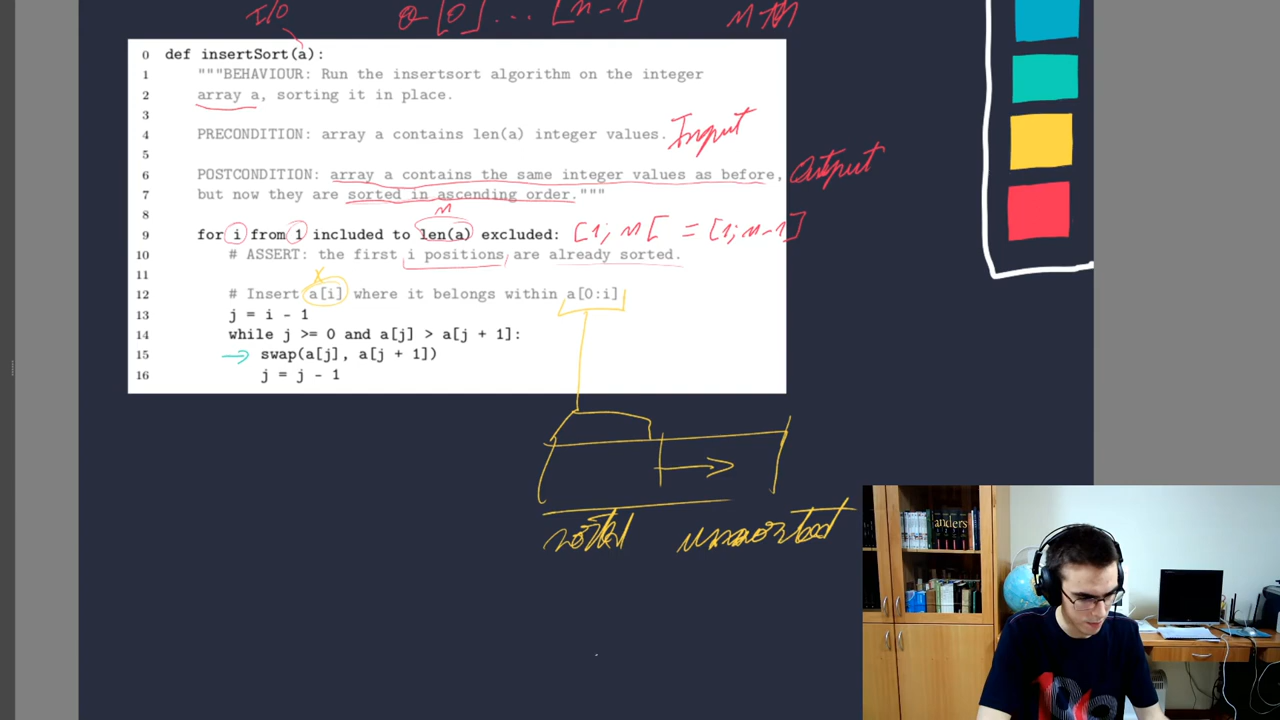 I/O a[0]...[n-1]
0 def insertSort(a):
1 """BEHAVIOUR: Run the insertsort algorithm on the integer
2 array a, sorting it in place.
3
4 PRECONDITION: array a contains len(a) integer values. Input
5
6 POSTCONDITION: array a contains the same integer values as before, Output
7 but now they are sorted in ascending order."""
8 n
9 for i from 1 included to len(a) excluded: [1; n[ = [1; n-1]
10 # ASSERT: the first i positions, are already sorted.
11 x
12 # Insert a[i] where it belongs within a[0:i]
13 j = i - 1
14 while j >= 0 and a[j] > a[j + 1]:
15 swap(a[j], a[j + 1])
16 j = j - 1
sorted unsorted
anders